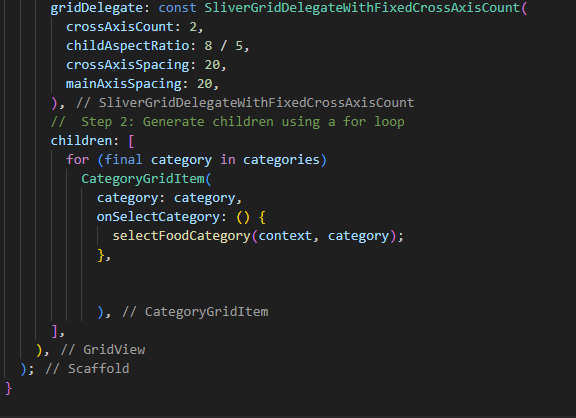 gridDelegate: const SliverGridDelegateWithFixedCrossAxisCount(
crossAxisCount: 2,
childAspectRatio: 8 / 5,
crossAxisSpacing: 20,
mainAxisSpacing: 20,
), // SliverGridDelegateWithFixedCrossAxisCount
//  Step 2: Generate children using a for loop
children: [
for (final category in categories)
CategoryGridItem(
category: category,
onSelectCategory: () {
selectFoodCategory(context, category);
},
), // CategoryGridItem
],
), // GridView
); // Scaffold
}